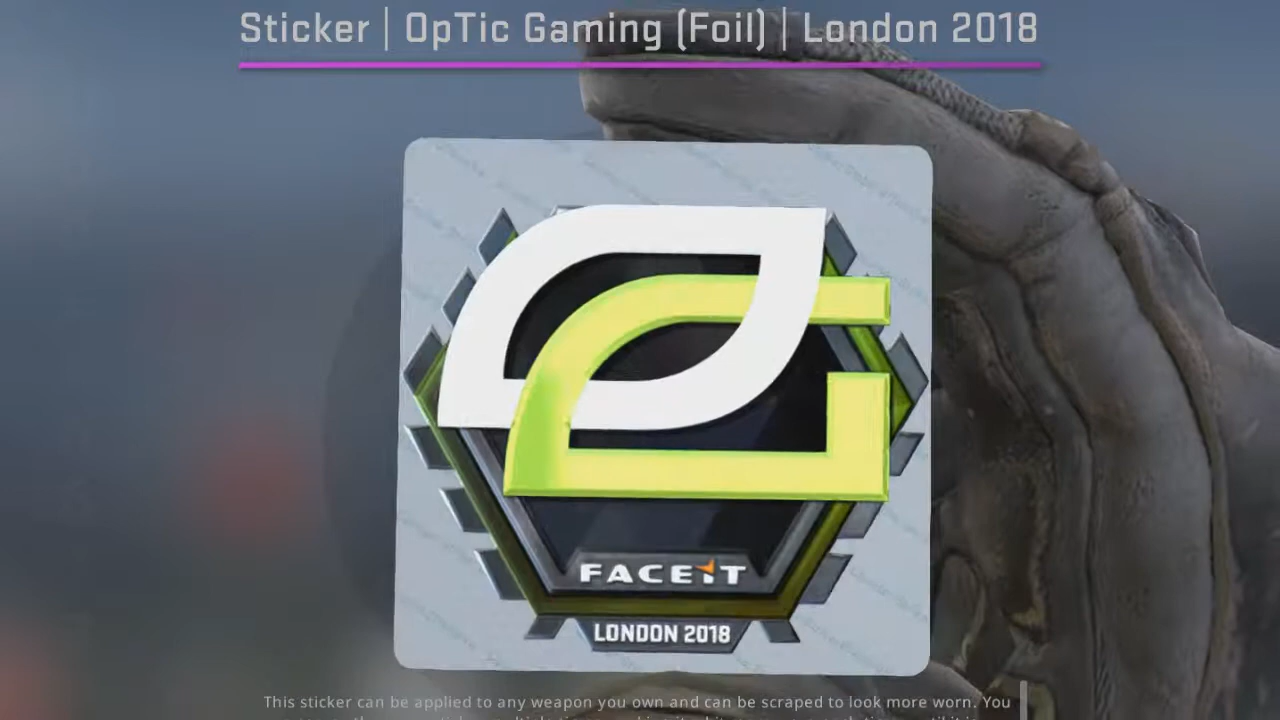 Sticker | OpTic Gaming (Foil) | London 2018
FACEIT
LONDON 2018
This sticker can be applied to any weapon you own and can be scraped to look more worn. You